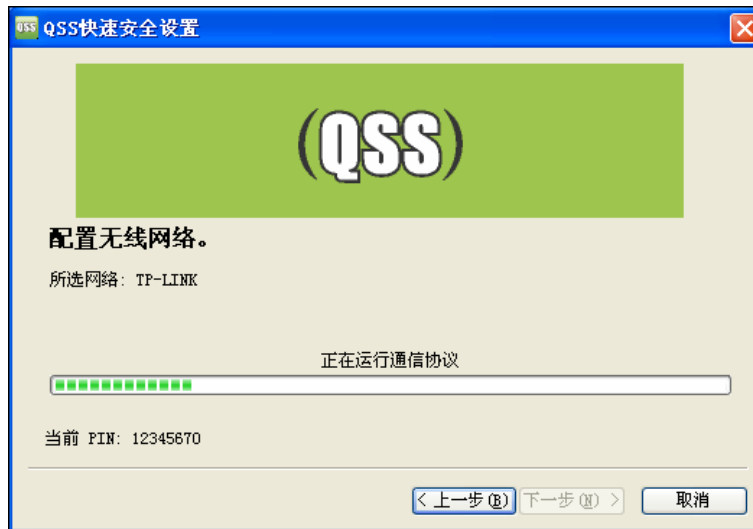 QSS QSS快速安全设置
(QSS)
配置无线网络。
所选网络: TP-LINK
正在运行通信协议
当前 PIN: 12345670
< 上一步(B) 下一步(N) > 取消